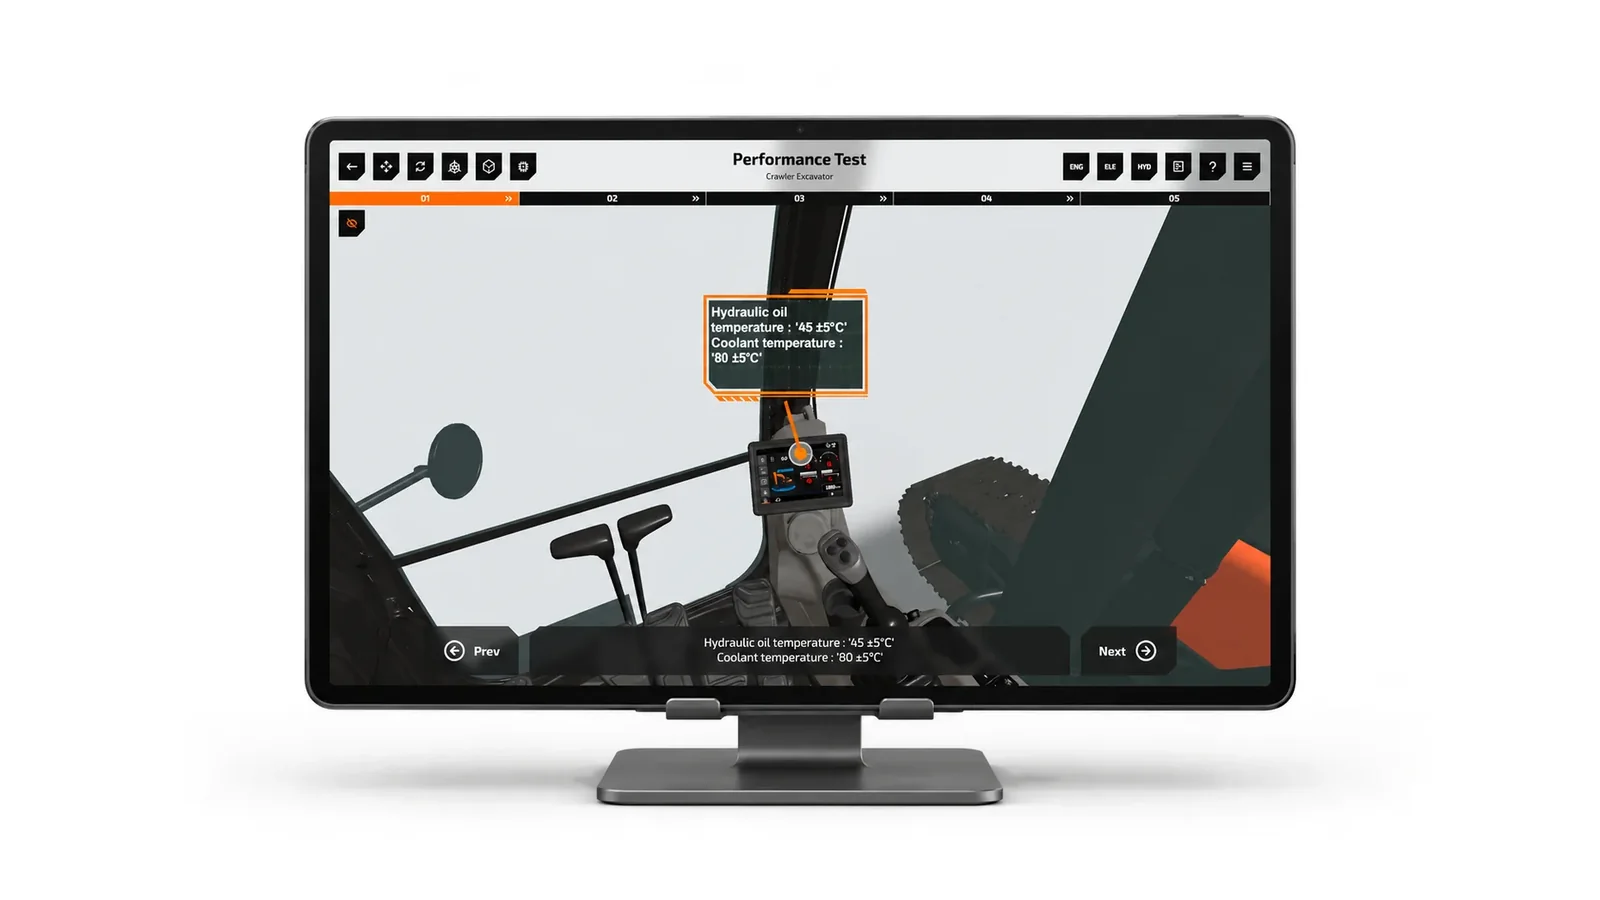 Performance Test
Crawler Excavator
ENG
ELE
HYD
?
01
02
03
04
05
Hydraulic oil
temperature : '45 ±5°C'
Coolant temperature :
'80 ±5°C'
Prev
Hydraulic oil temperature : '45 ±5°C'
Coolant temperature : '80 ±5°C'
Next